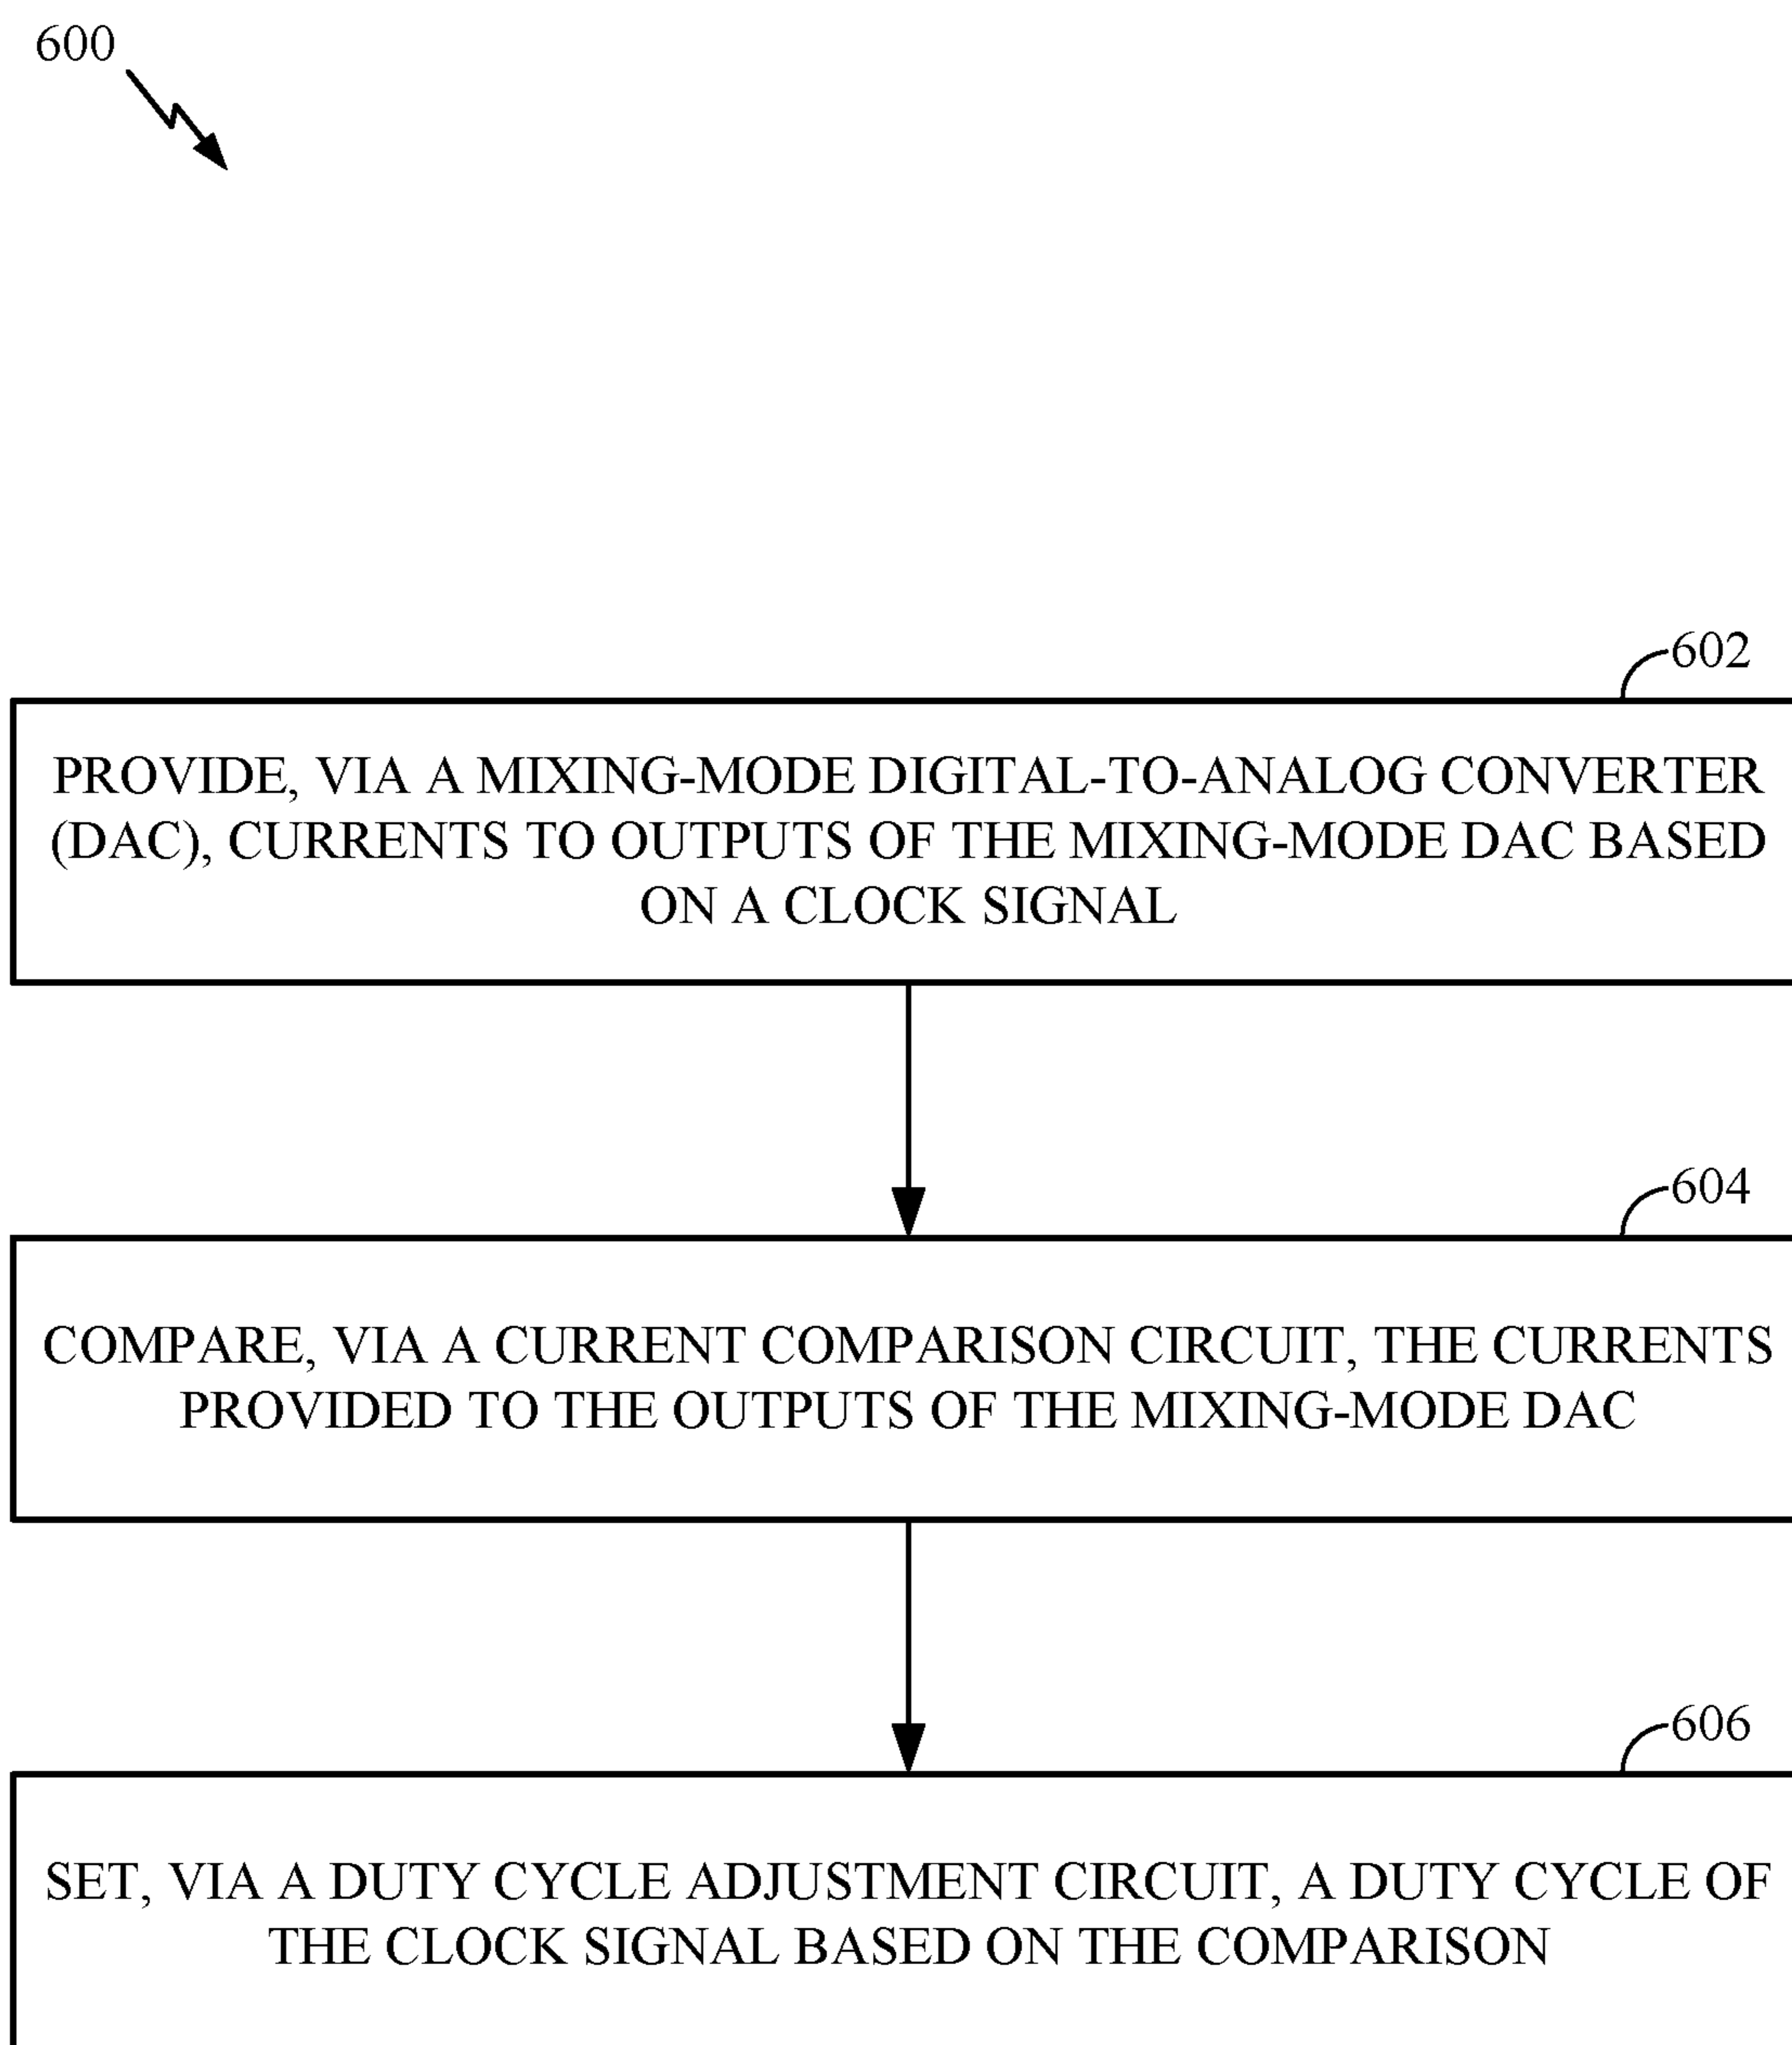 600
602
PROVIDE, VIA A MIXING-MODE DIGITAL-TO-ANALOG CONVERTER
(DAC), CURRENTS TO OUTPUTS OF THE MIXING-MODE DAC BASED
ON A CLOCK SIGNAL
604
COMPARE, VIA A CURRENT COMPARISON CIRCUIT, THE CURRENTS
PROVIDED TO THE OUTPUTS OF THE MIXING-MODE DAC
606
SET, VIA A DUTY CYCLE ADJUSTMENT CIRCUIT, A DUTY CYCLE OF
THE CLOCK SIGNAL BASED ON THE COMPARISON